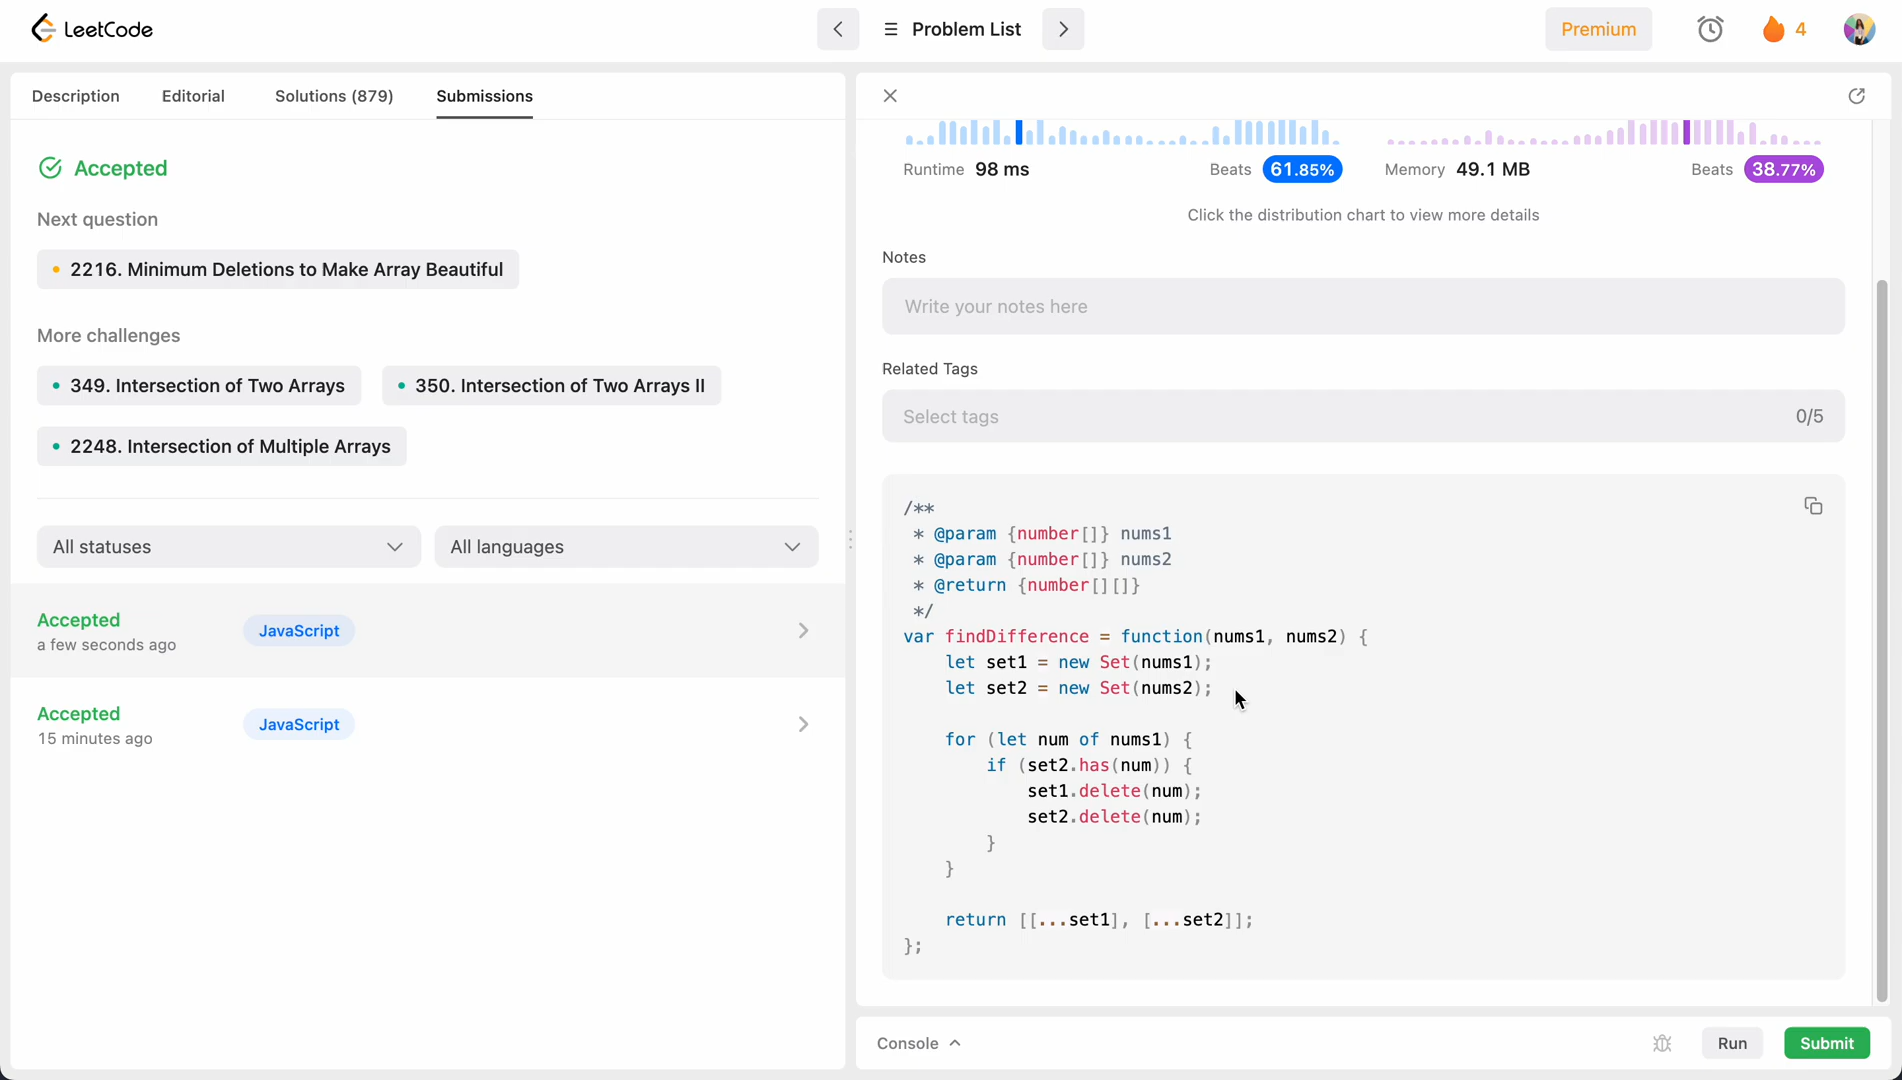 LeetCode
Problem List
Premium
4
Description
Editorial
Solutions (879)
Submissions
Accepted
Next question
2216. Minimum Deletions to Make Array Beautiful
More challenges
349. Intersection of Two Arrays
350. Intersection of Two Arrays II
2248. Intersection of Multiple Arrays
All statuses
All languages
Accepted
a few seconds ago
JavaScript
Accepted
15 minutes ago
JavaScript
Runtime 98 ms
Beats 61.85%
Memory 49.1 MB
Beats 38.77%
Click the distribution chart to view more details
Notes
Write your notes here
Related Tags
Select tags
0/5
/**
 * @param {number[]} nums1
 * @param {number[]} nums2
 * @return {number[][]}
 */
var findDifference = function(nums1, nums2) {
    let set1 = new Set(nums1);
    let set2 = new Set(nums2);
    for (let num of nums1) {
        if (set2.has(num)) {
            set1.delete(num);
            set2.delete(num);
        }
    }
    return [[...set1], [...set2]];
};
Console
Run
Submit